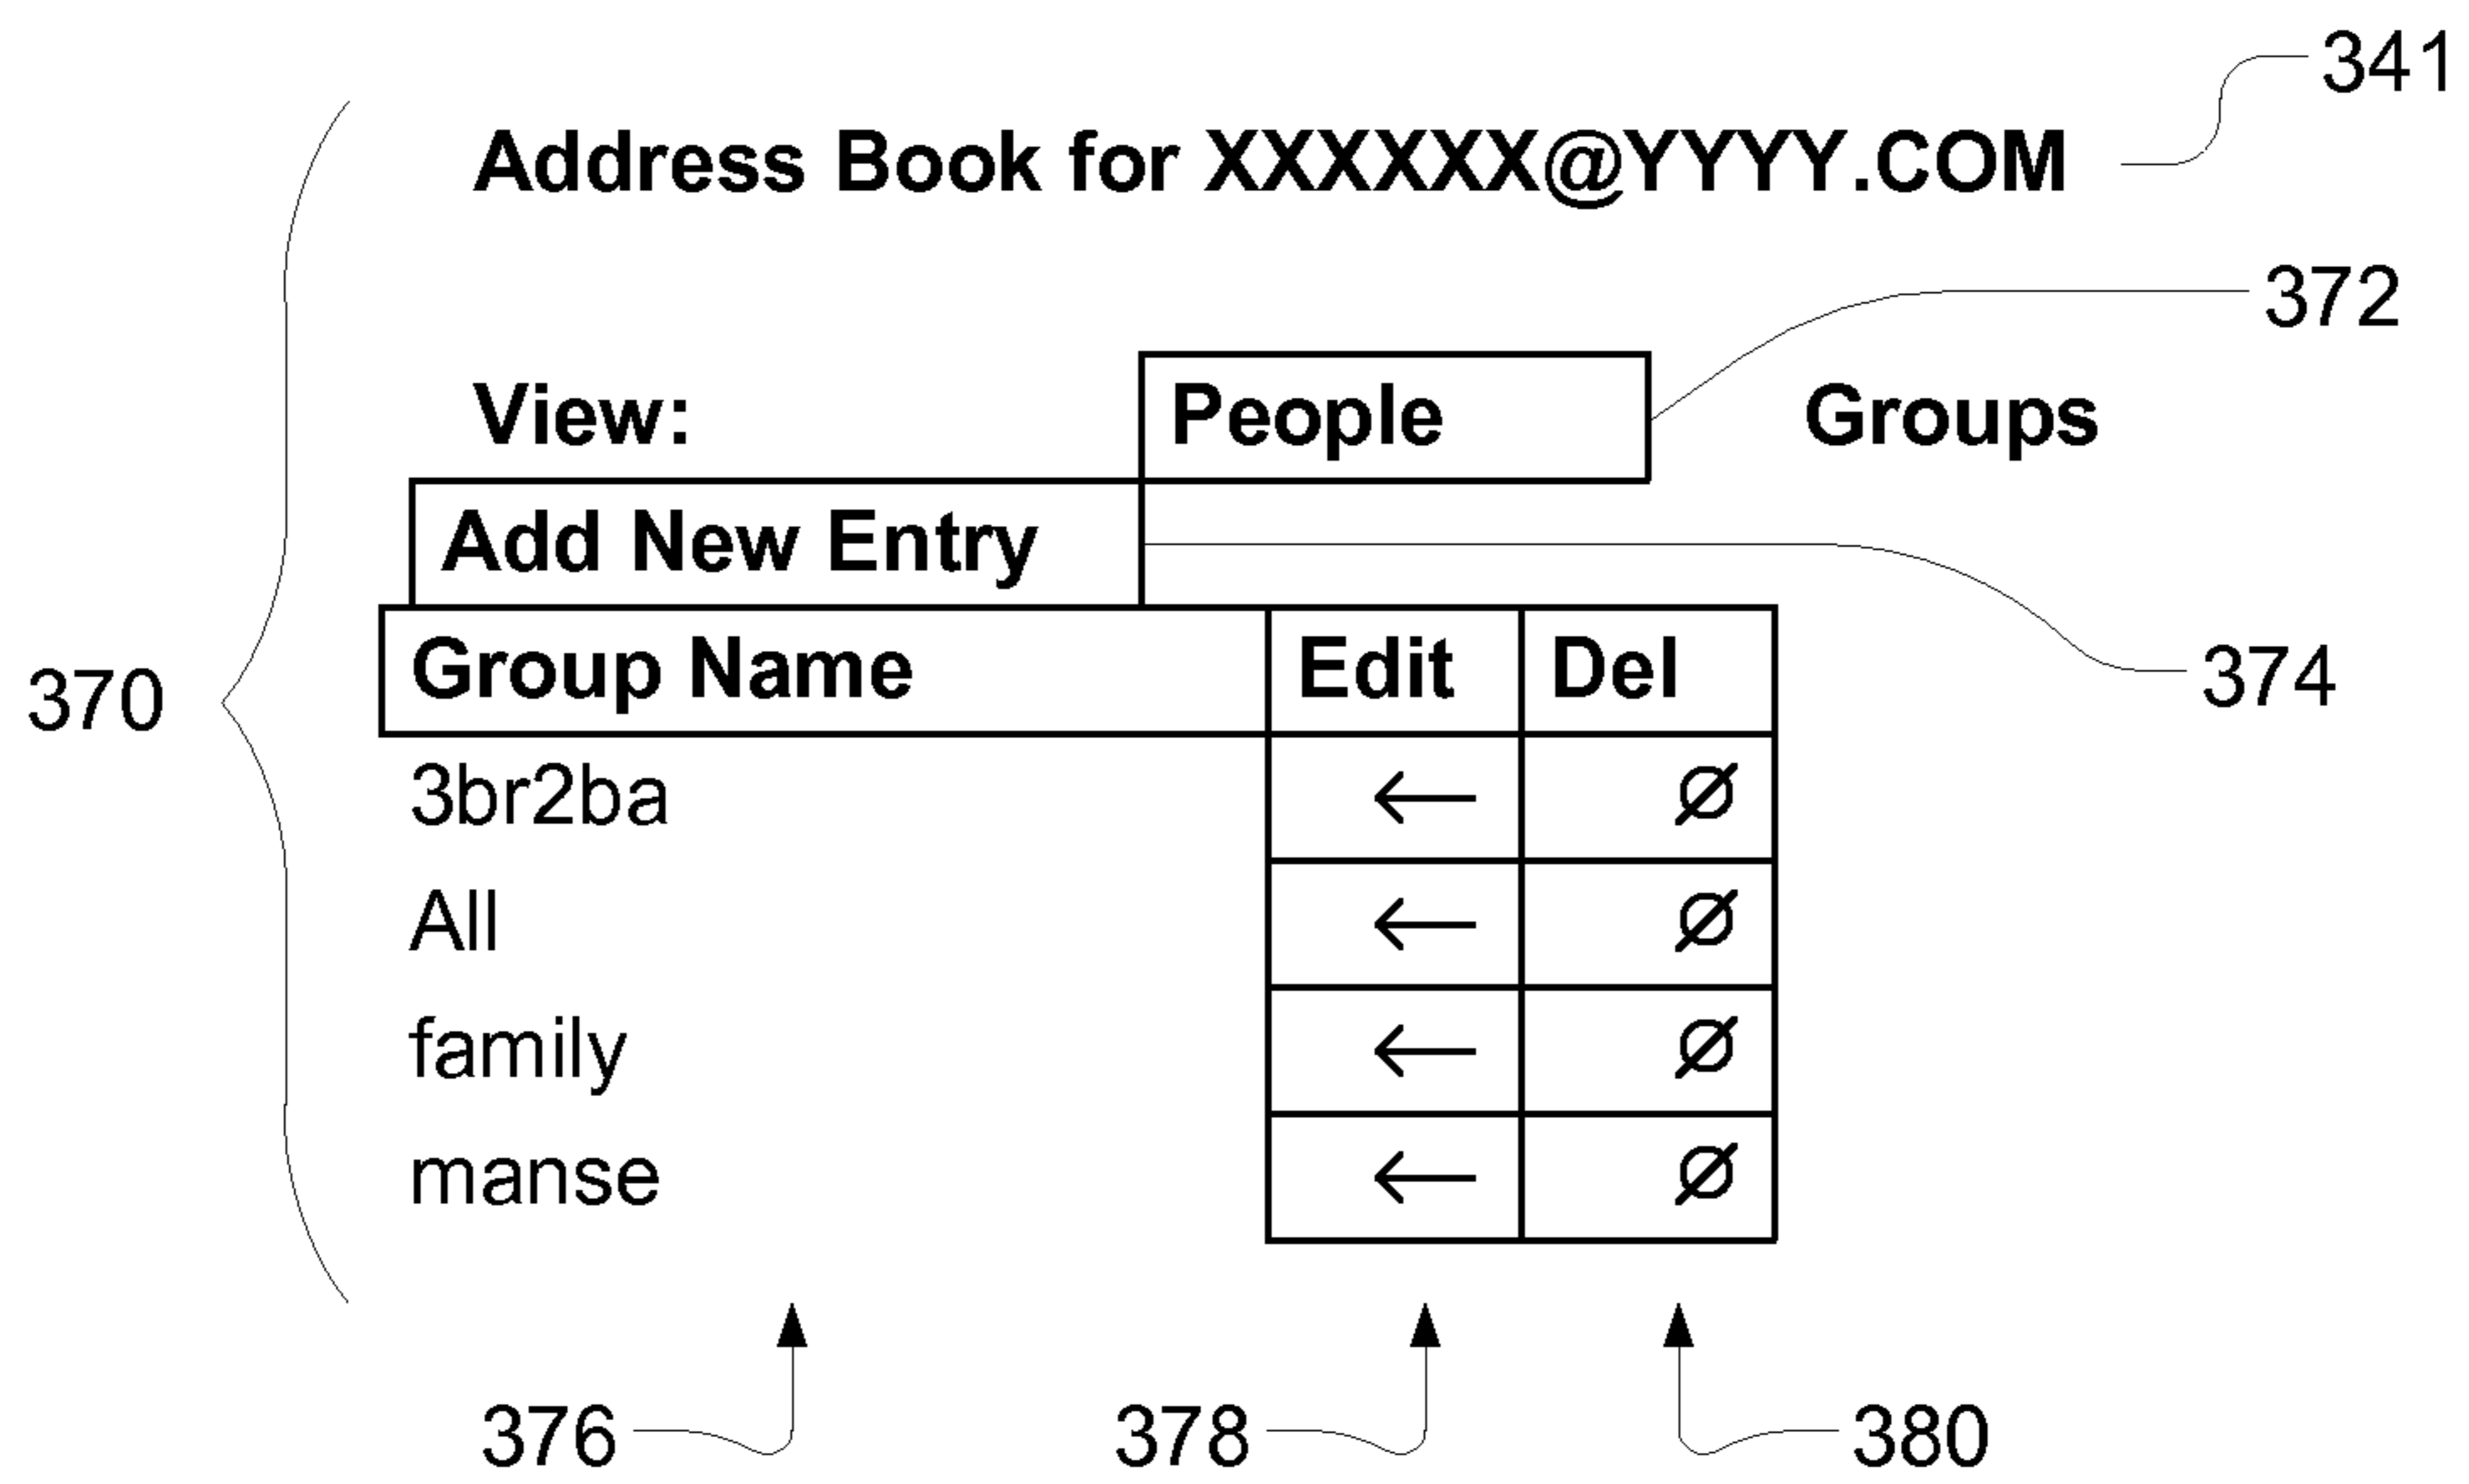 341
Address Book for XXXXXX@YYYY.COM
372
View: People Groups
Add New Entry
Group Name Edit Del
370
374
3br2ba ← Ø
All ← Ø
family ← Ø
manse ← Ø
376 378 380